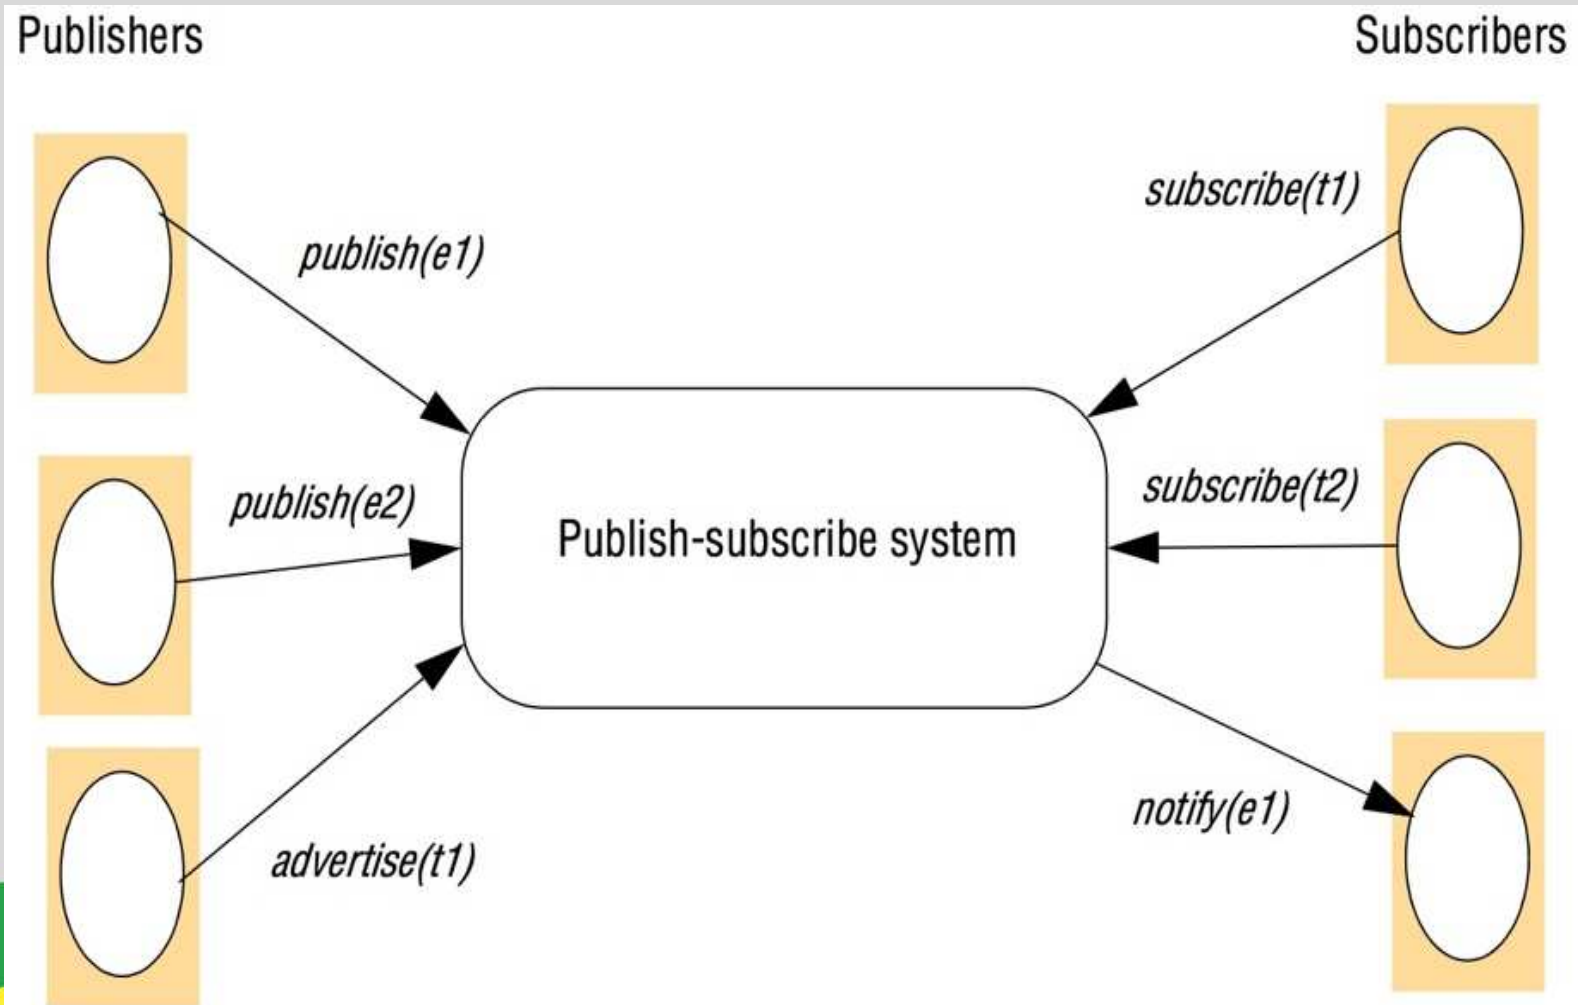 Publishers
Subscribers
publish(e1)
subscribe(t1)
publish(e2)
subscribe(t2)
Publish-subscribe system
advertise(t1)
notify(e1)